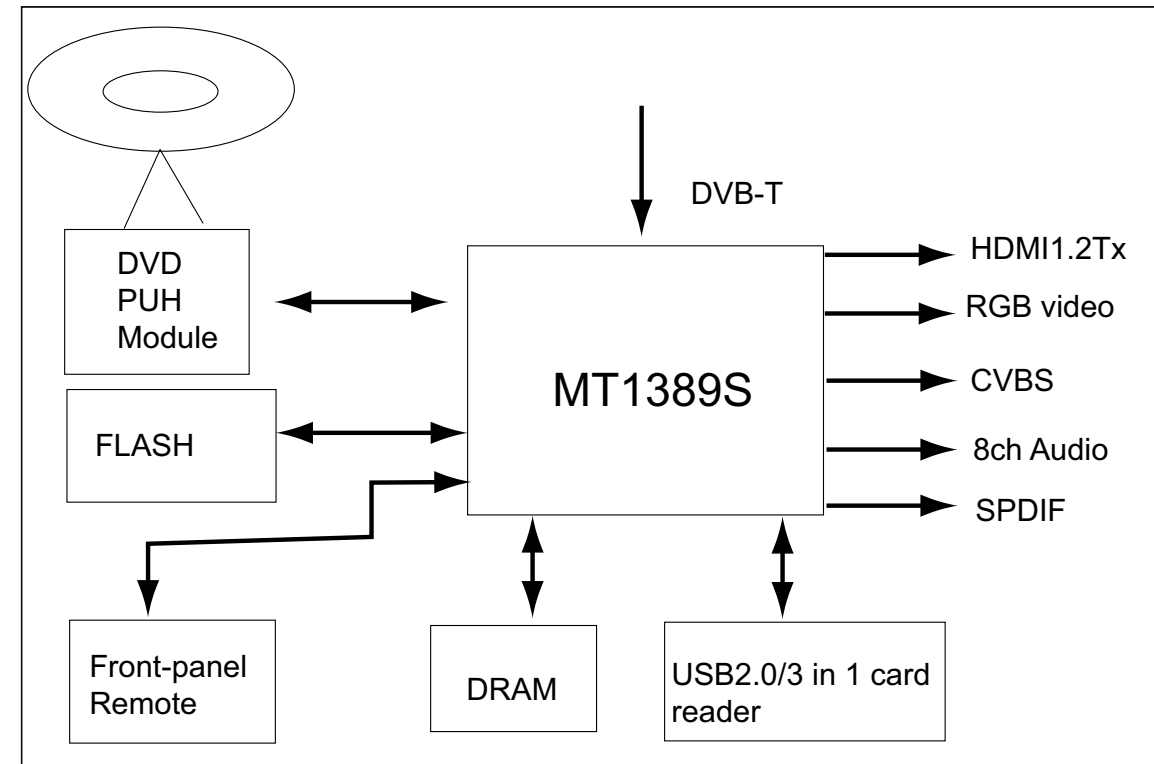 DVB-T
DVD
PUH
Module
HDMI1.2Tx
RGB video
MT1389S
CVBS
FLASH
8ch Audio
SPDIF
Front-panel
Remote
DRAM
USB2.0/3 in 1 card
reader